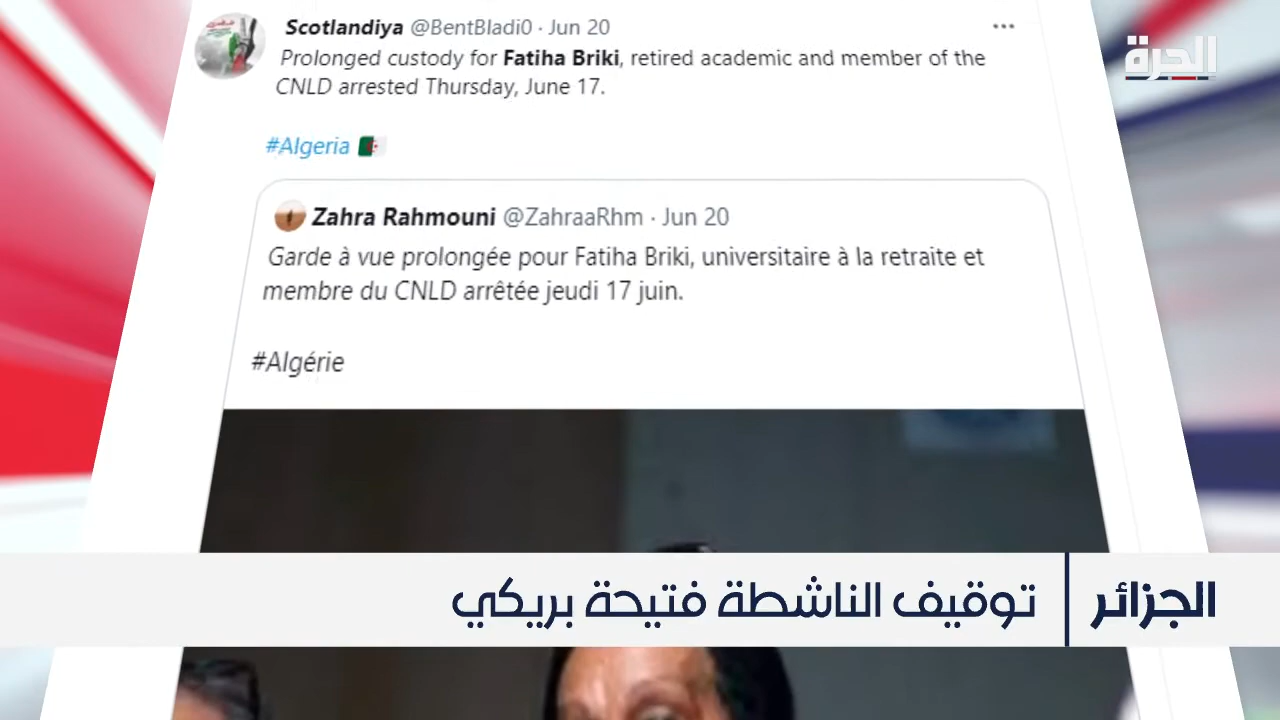 Scotlandiya @BentBladi0 · Jun 20
Prolonged custody for Fatiha Briki, retired academic and member of the
CNLD arrested Thursday, June 17.
#Algeria
Zahra Rahmouni @ZahraaRhm · Jun 20
Garde à vue prolongée pour Fatiha Briki, universitaire à la retraite et
membre du CNLD arrêtée jeudi 17 juin.
#Algérie
الحرة
الجزائر
توقيف الناشطة فتيحة بريكي